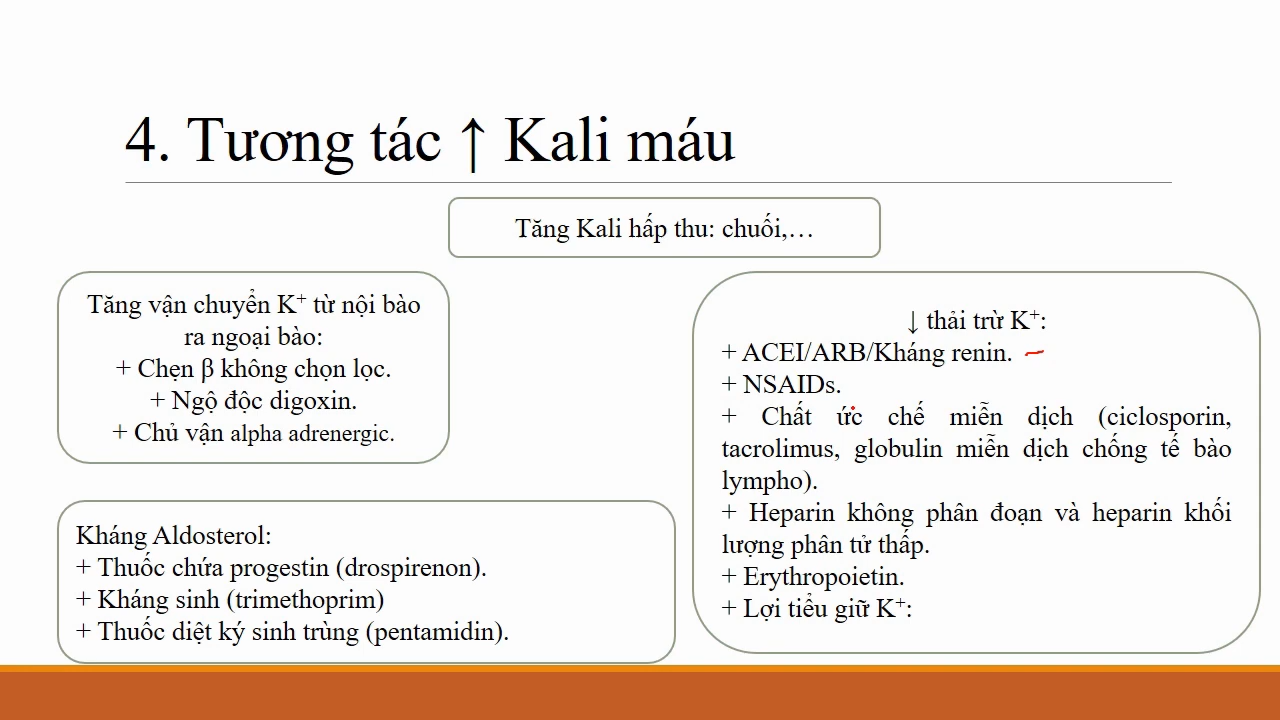 4. Tương tác ↑ Kali máu
Tăng Kali hấp thu: chuối,…
Tăng vận chuyển K⁺ từ nội bào
ra ngoại bào:
+ Chẹn β không chọn lọc.
+ Ngộ độc digoxin.
+ Chủ vận alpha adrenergic.
Kháng Aldosterol:
+ Thuốc chứa progestin (drospirenon).
+ Kháng sinh (trimethoprim)
+ Thuốc diệt ký sinh trùng (pentamidin).
↓ thải trừ K⁺:
+ ACEI/ARB/Kháng renin.
+ NSAIDs.
+ Chất ức chế miễn dịch (ciclosporin,
tacrolimus, globulin miễn dịch chống tế bào
lympho).
+ Heparin không phân đoạn và heparin khối
lượng phân tử thấp.
+ Erythropoietin.
+ Lợi tiểu giữ K⁺: